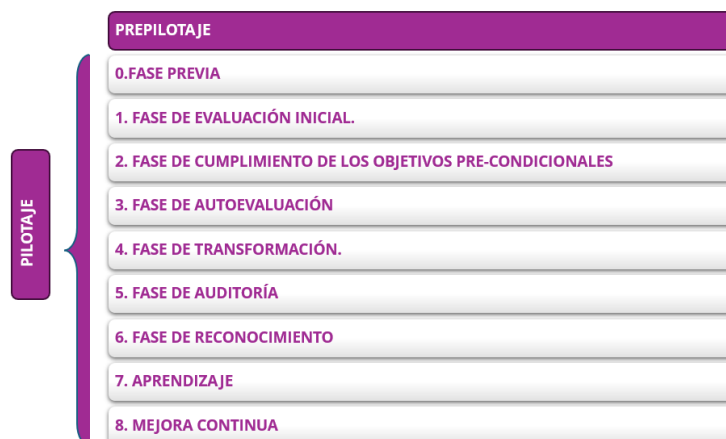 PREPILOTAJE
0.FASE PREVIA
1. FASE DE EVALUACIÓN INICIAL.
2. FASE DE CUMPLIMIENTO DE LOS OBJETIVOS PRE-CONDICIONALES
3. FASE DE AUTOEVALUACIÓN
4. FASE DE TRANSFORMACIÓN.
5. FASE DE AUDITORÍA
6. FASE DE RECONOCIMIENTO
7. APRENDIZAJE
8. MEJORA CONTINUA
PILOTAJE